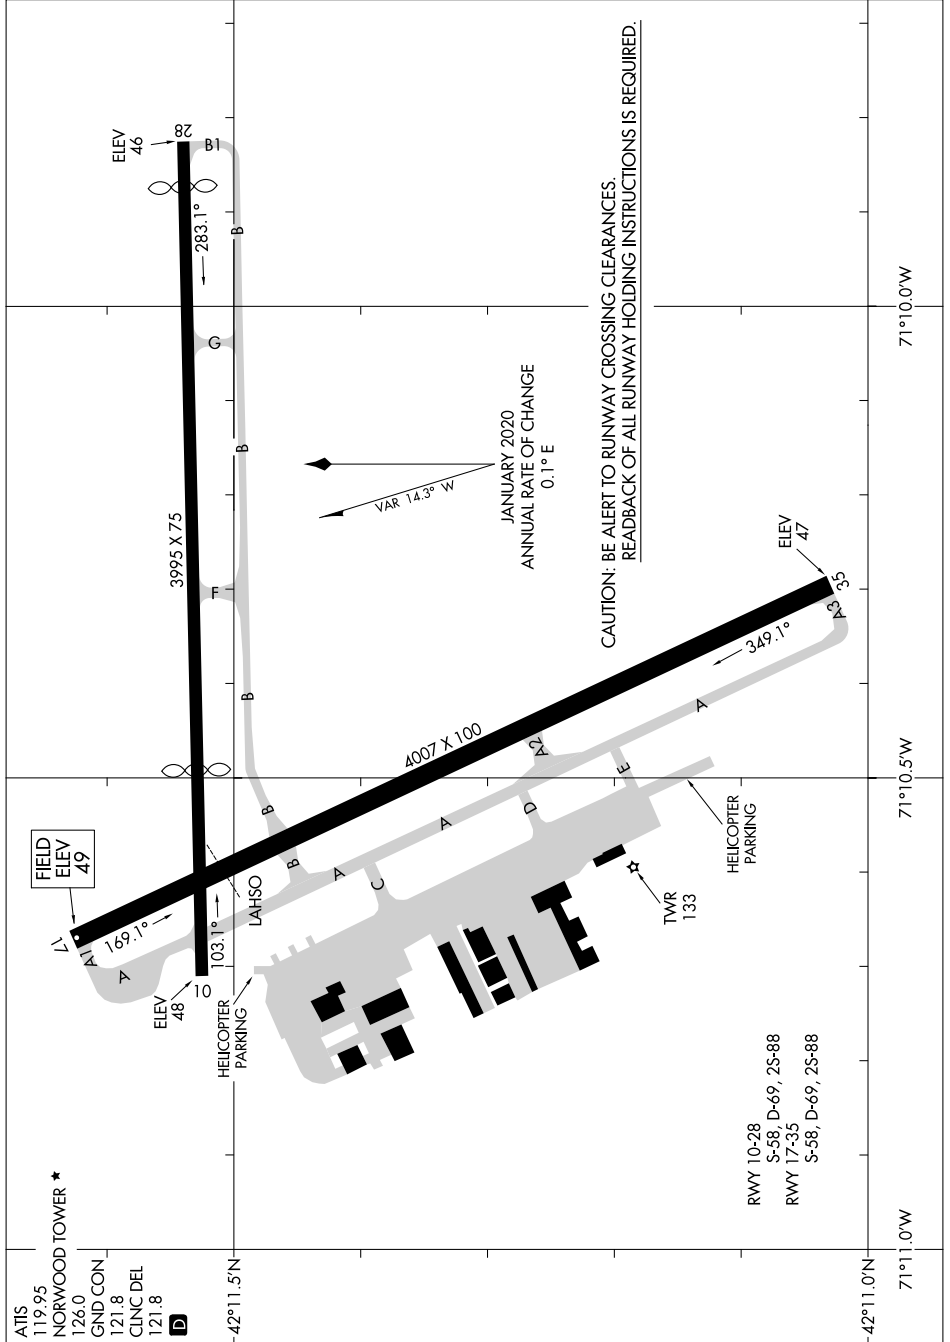 ATIS
119.95
NORWOOD TOWER ★
126.0
GND CON
121.8
CLNC DEL
121.8
D
FIELD
ELEV
49
17
A1
169.1°
A
ELEV
48
10
103.1°
LAHSO
HELICOPTER
PARKING
3995 X 75
283.1°
ELEV
46
28
B1
B
G
B
F
B
B
B
A
C
A
4007 X 100
D
A2
E
A
349.1°
A3
35
ELEV
47
HELICOPTER
PARKING
TWR
133
VAR 14.3° W
JANUARY 2020
ANNUAL RATE OF CHANGE
0.1° E
CAUTION: BE ALERT TO RUNWAY CROSSING CLEARANCES.
READBACK OF ALL RUNWAY HOLDING INSTRUCTIONS IS REQUIRED.
RWY 10-28
S-58, D-69, 2S-88
RWY 17-35
S-58, D-69, 2S-88
42°11.5'N
42°11.0'N
71°11.0'W
71°10.5'W
71°10.0'W